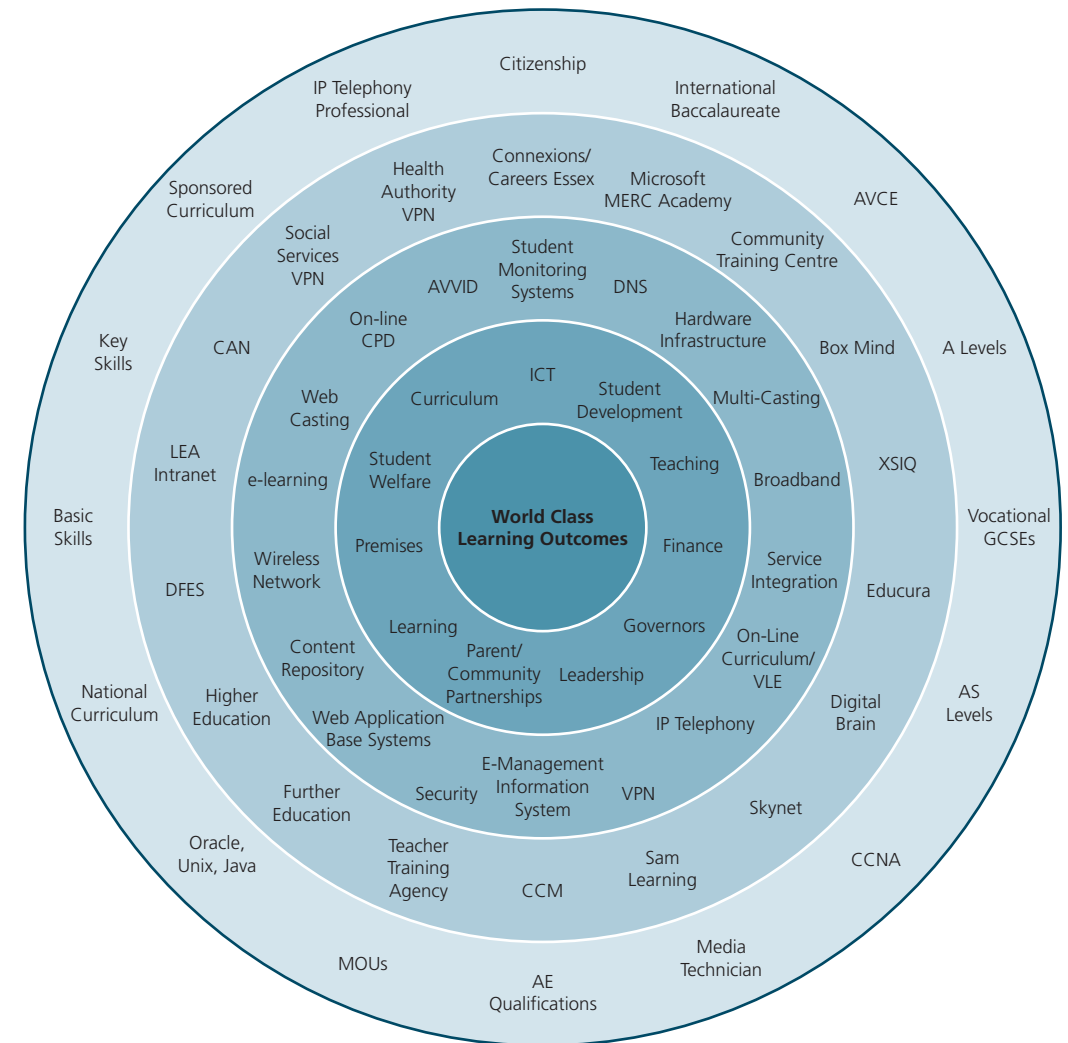 Citizenship
IP Telephony
Professional
International
Baccalaureate
Sponsored
Curriculum
AVCE
Key
Skills
A Levels
Basic
Skills
Vocational
GCSEs
National
Curriculum
AS
Levels
Oracle,
Unix, Java
CCNA
MOUs
Media
Technician
AE
Qualifications
Connexions/
Careers Essex
Health
Authority
VPN
Microsoft
MERC Academy
Social
Services
VPN
Community
Training Centre
CAN
Box Mind
LEA
Intranet
XSIQ
DFES
Educura
Higher
Education
Digital
Brain
Further
Education
Skynet
Teacher
Training
Agency
CCM
Sam
Learning
Student
Monitoring
Systems
AVVID
DNS
On-line
CPD
Hardware
Infrastructure
Web
Casting
Multi-Casting
e-learning
Broadband
Wireless
Network
Service
Integration
Content
Repository
On-Line
Curriculum/
VLE
Web Application
Base Systems
IP Telephony
Security
E-Management
Information
System
VPN
ICT
Curriculum
Student
Development
Student
Welfare
Teaching
Premises
Finance
Learning
Governors
Parent/
Community
Partnerships
Leadership
World Class
Learning Outcomes